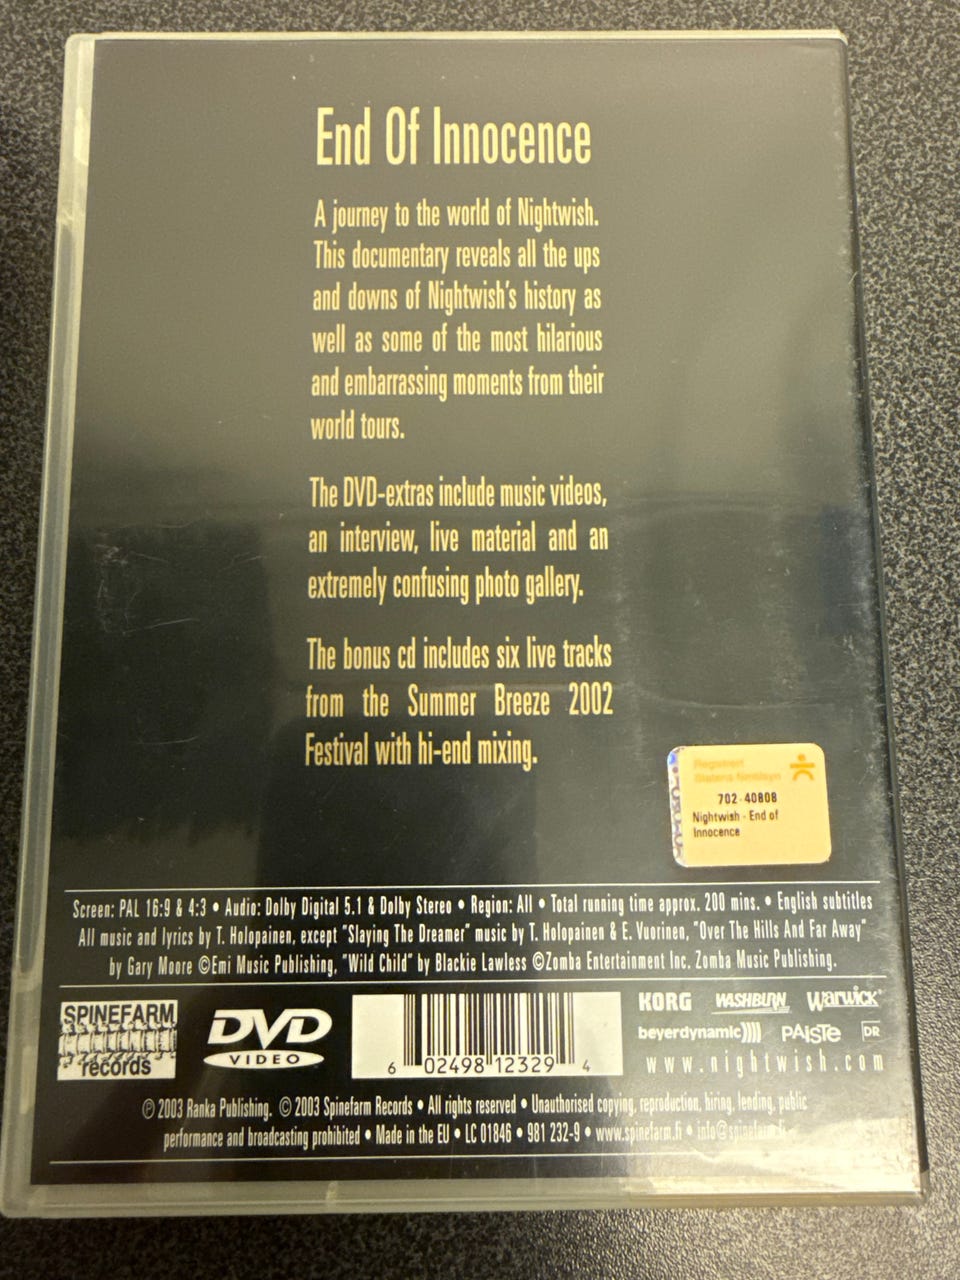 End Of Innocence
A journey to the world of Nightwish.
This documentary reveals all the ups
and downs of Nightwish's history as
well as some of the most hilarious
and embarrassing moments from their
world tours.
The DVD-extras include music videos,
an interview, live material and an
extremely confusing photo gallery.
The bonus cd includes six live tracks
from the Summer Breeze 2002
Festival with hi-end mixing.
Registrert
Statens filmtilsyn
702-40808
Nightwish - End of
Innocence
Screen: PAL 16:9 & 4:3 • Audio: Dolby Digital 5.1 & Dolby Stereo • Region: All • Total running time approx. 200 mins. • English subtitles
All music and lyrics by T. Holopainen, except "Slaying The Dreamer" music by T. Holopainen & E. Vuorinen, "Over The Hills And Far Away"
by Gary Moore ©Emi Music Publishing, "Wild Child" by Blackie Lawless ©Zomba Entertainment Inc. Zomba Music Publishing.
SPINEFARM
records
DVD
VIDEO
6 02498 12329 4
KORG WASHBURN Warwick
beyerdynamic)))) PAiSTe DR
www.nightwish.com
℗ 2003 Ranka Publishing. © 2003 Spinefarm Records • All rights reserved • Unauthorised copying, reproduction, hiring, lending, public
performance and broadcasting prohibited • Made in the EU • LC 01846 • 981 232-9 • www.spinefarm.fi • info@spinefarm.fi